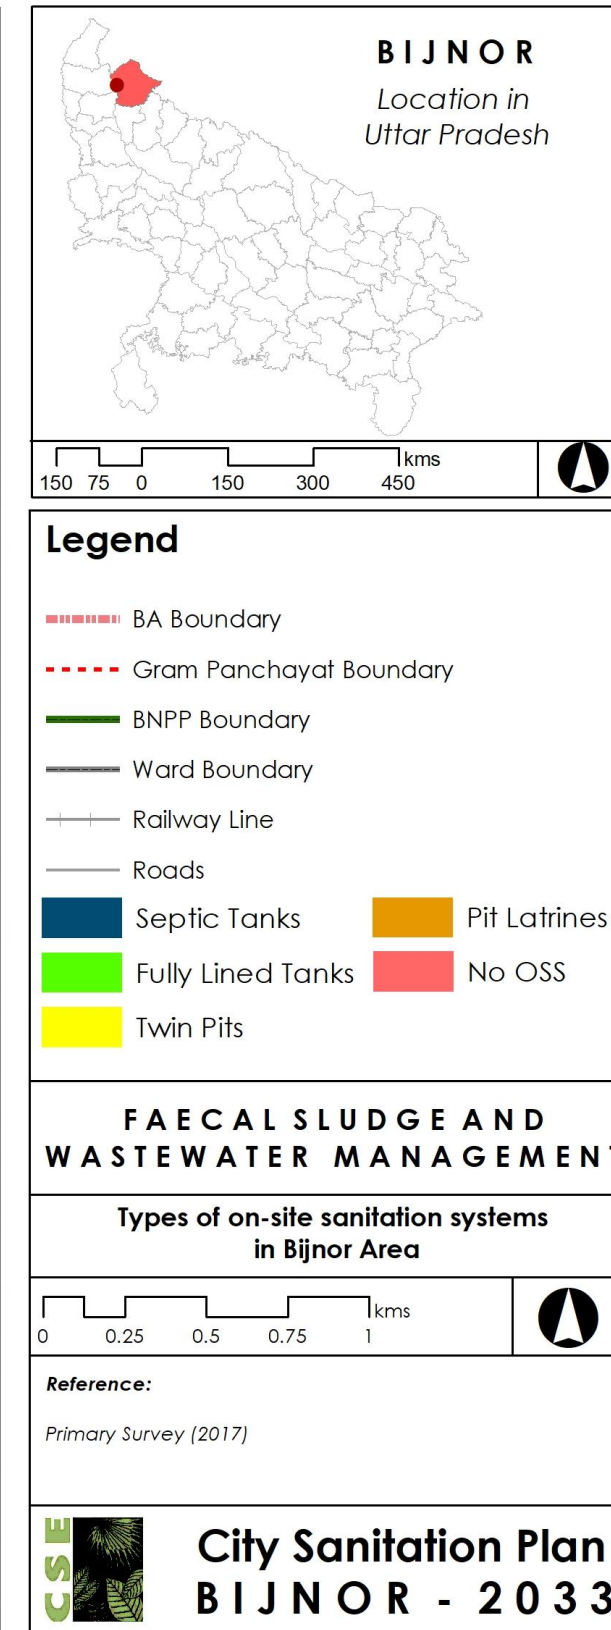 BIJNOR
Location in
Uttar Pradesh
kms
150 75 0 150 300 450
Legend
BA Boundary
Gram Panchayat Boundary
BNPP Boundary
Ward Boundary
Railway Line
Roads
Septic Tanks
Pit Latrines
Fully Lined Tanks
No OSS
Twin Pits
FAECAL SLUDGE AND
WASTEWATER MANAGEMENT
Types of on-site sanitation systems
in Bijnor Area
kms
0 0.25 0.5 0.75 1
Reference:
Primary Survey (2017)
CSE
City Sanitation Plan
BIJNOR - 2033